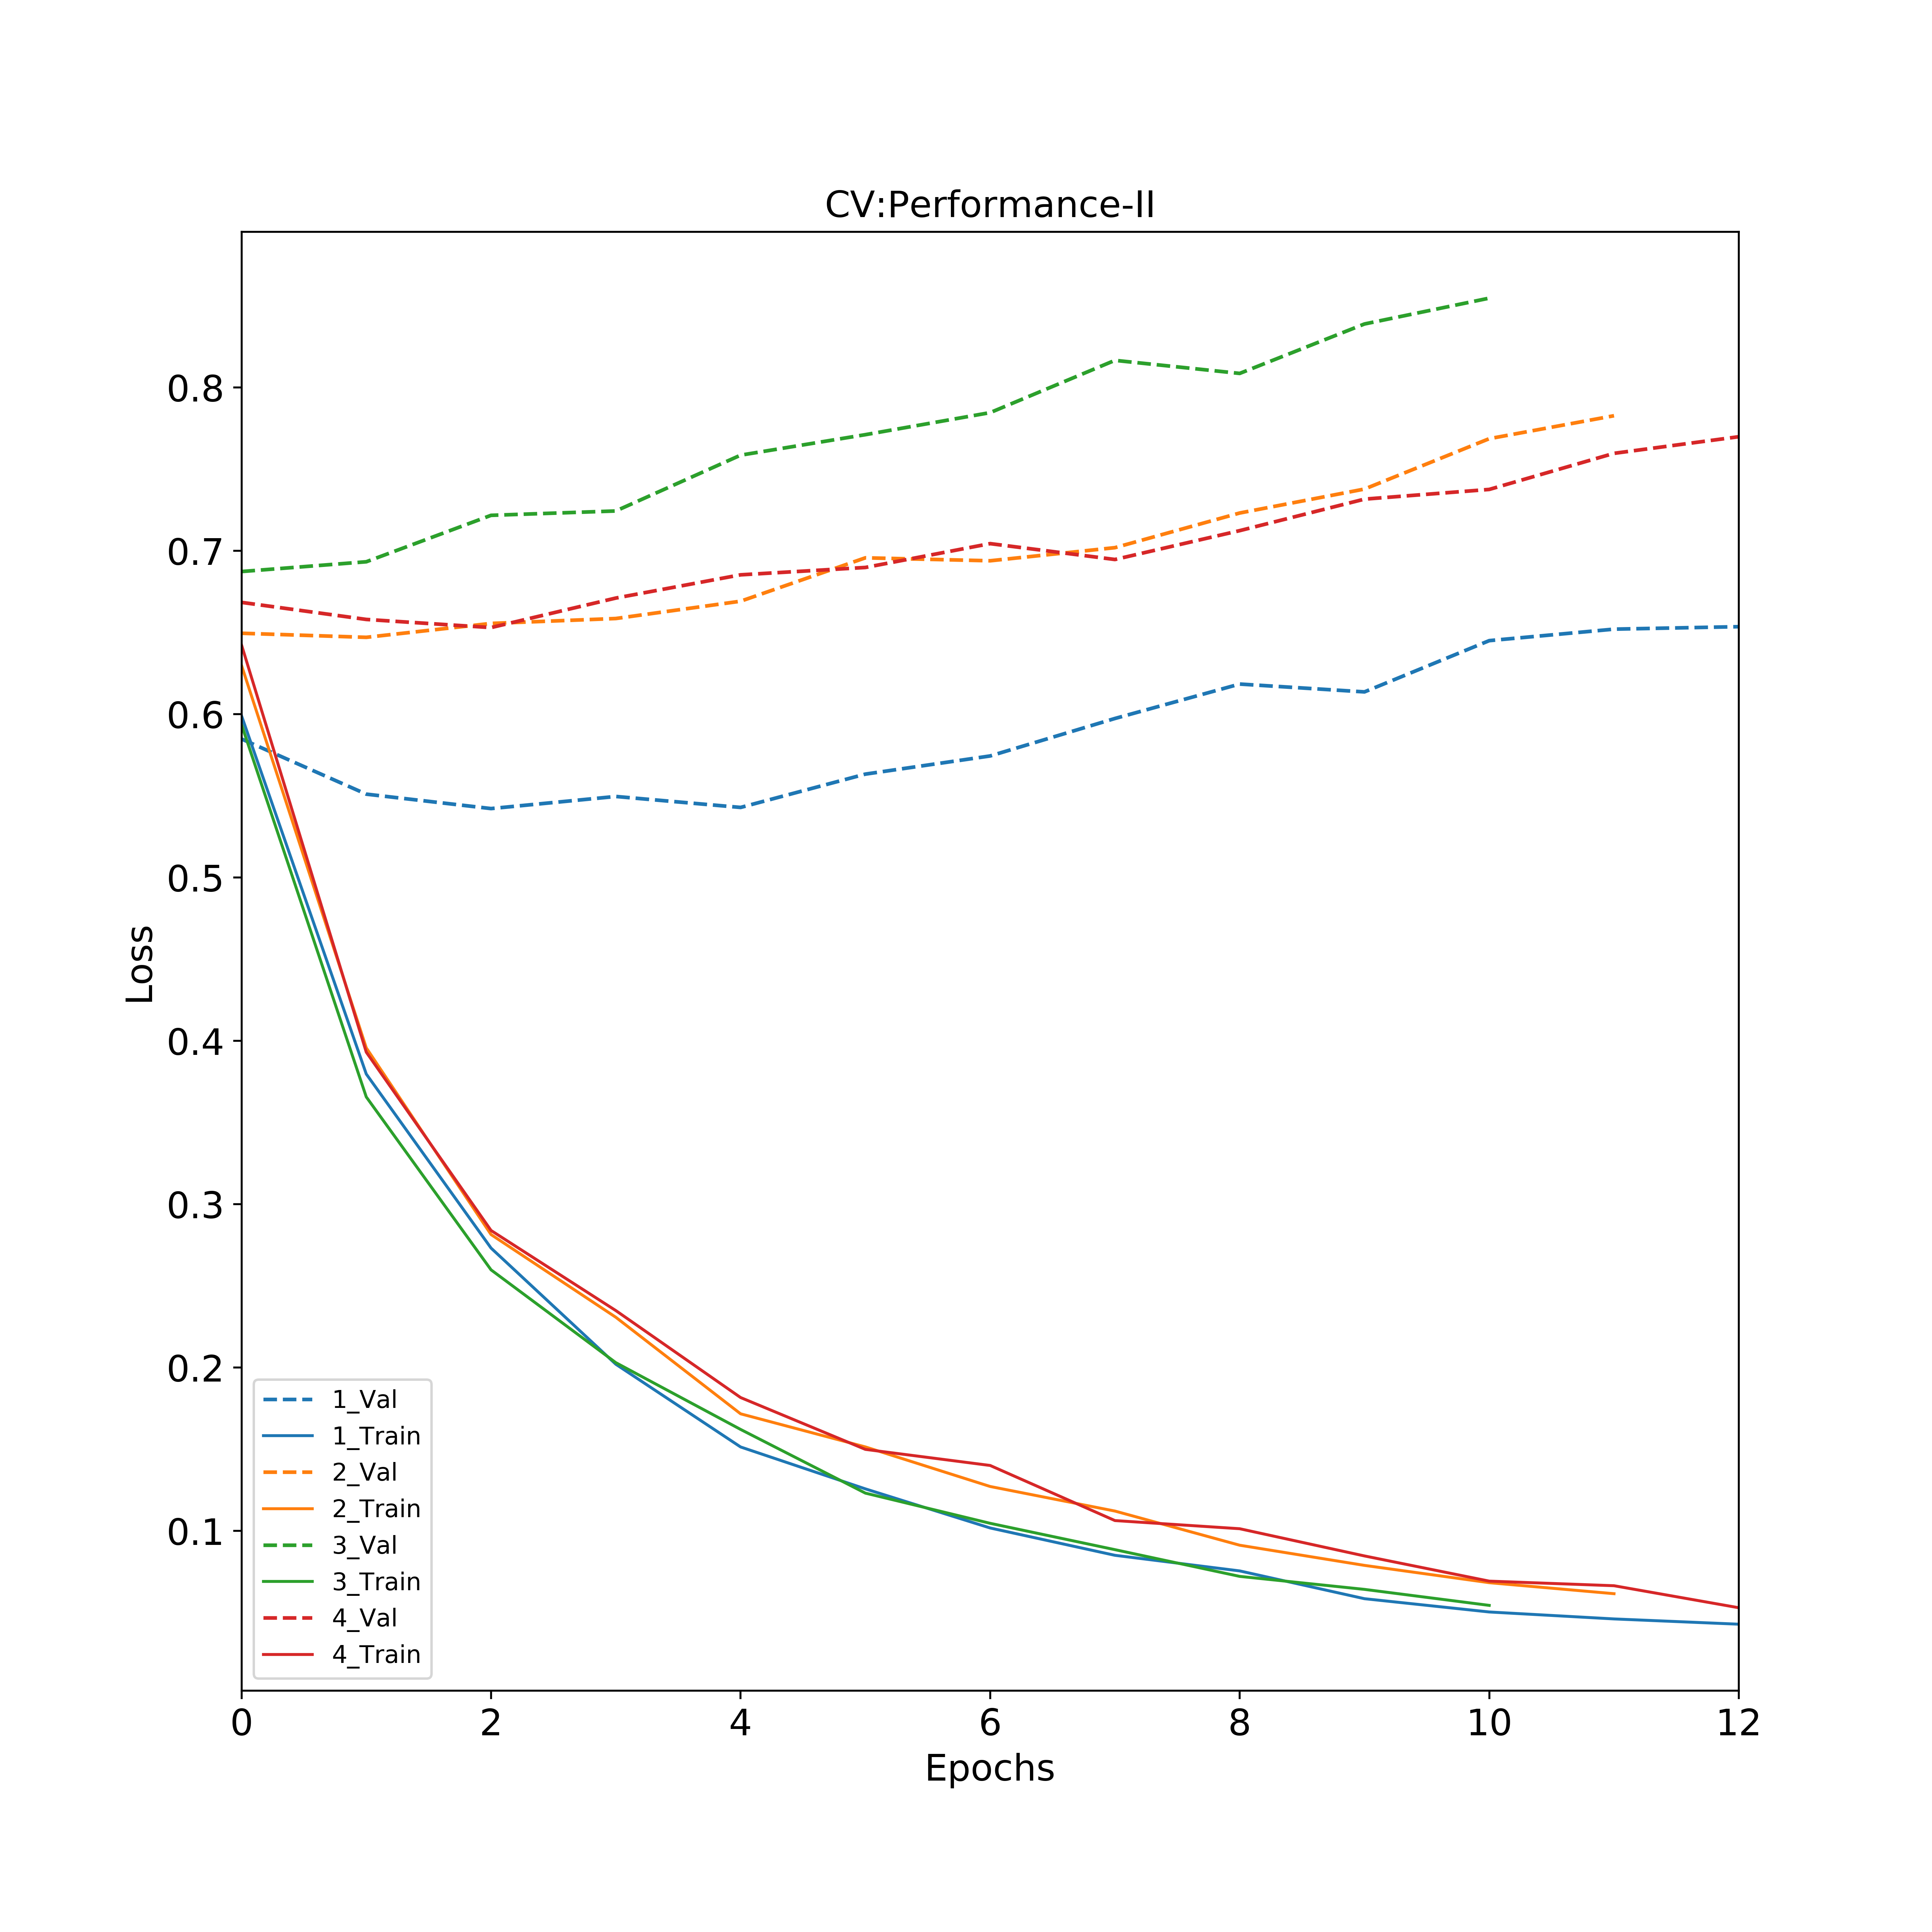 CV:Performance-II
0.8
0.7
0.6
0.5
0.4
0.3
0.2
0.1
Loss
1_Val
1_Train
2_Val
2_Train
3_Val
3_Train
4_Val
4_Train
0 2 4 6 8 10 12
Epochs